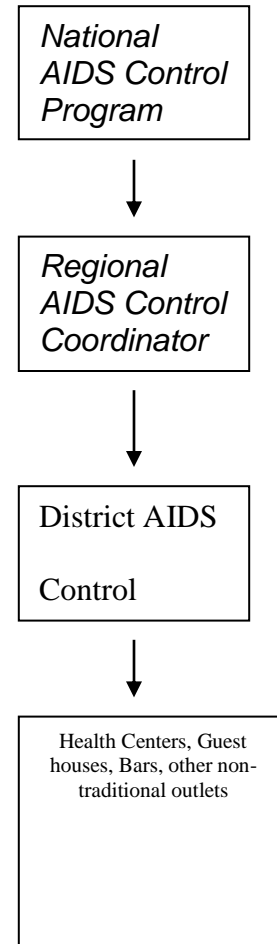 National
AIDS Control
Program
Regional
AIDS Control
Coordinator
District AIDS
Control
Health Centers, Guest
houses, Bars, other non-
traditional outlets